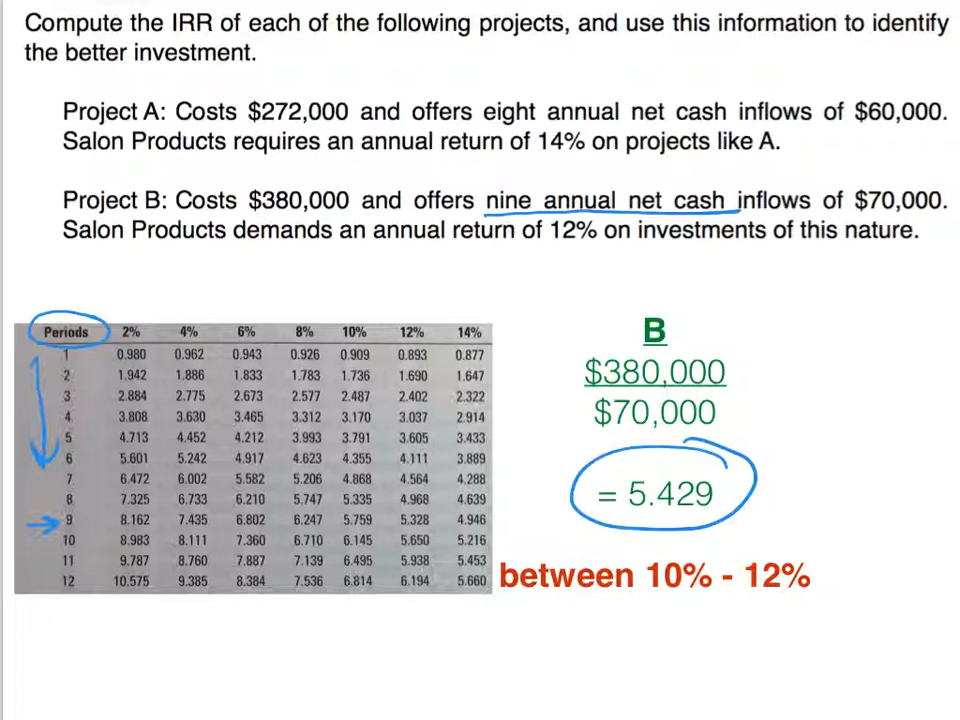 Compute the IRR of each of the following projects, and use this information to identify
the better investment.
Project A: Costs $272,000 and offers eight annual net cash inflows of $60,000.
Salon Products requires an annual return of 14% on projects like A.
Project B: Costs $380,000 and offers nine annual net cash inflows of $70,000.
Salon Products demands an annual return of 12% on investments of this nature.
Periods 2% 4% 6% 8% 10% 12% 14%
1 0.980 0.962 0.943 0.926 0.909 0.893 0.877
2 1.942 1.886 1.833 1.783 1.736 1.690 1.647
3 2.884 2.775 2.673 2.577 2.487 2.402 2.322
4 3.808 3.630 3.465 3.312 3.170 3.037 2.914
5 4.713 4.452 4.212 3.993 3.791 3.605 3.433
6 5.601 5.242 4.917 4.623 4.355 4.111 3.889
7 6.472 6.002 5.582 5.206 4.868 4.564 4.288
8 7.325 6.733 6.210 5.747 5.335 4.968 4.639
9 8.162 7.435 6.802 6.247 5.759 5.328 4.946
10 8.983 8.111 7.360 6.710 6.145 5.650 5.216
11 9.787 8.760 7.887 7.139 6.495 5.938 5.453
12 10.575 9.385 8.384 7.536 6.814 6.194 5.660
B
$380,000
$70,000
= 5.429
between 10% - 12%